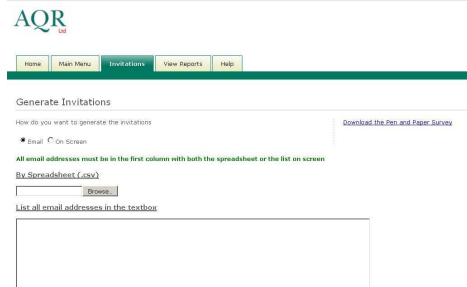 AQR
Ltd
Home Main Menu Invitations View Reports Help
Generate Invitations
How do you want to generate the invitations
Download the Pen and Paper Survey
Email On Screen
All email addresses must be in the first column with both the spreadsheet or the list on screen
By Spreadsheet (.csv)
Browse..
List all email addresses in the textbox